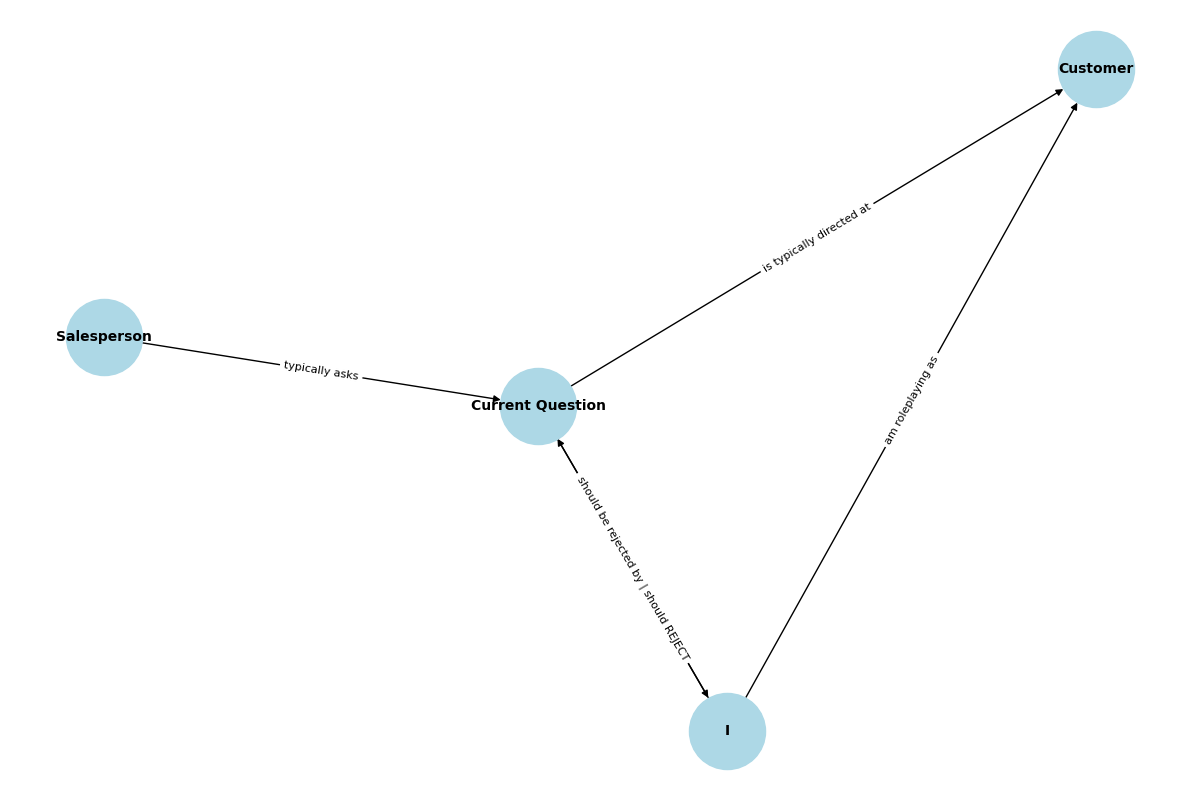 Customer
is typically directed at
Salesperson
typically asks
Current Question
am roleplaying as
should be rejected by | should REJECT
I